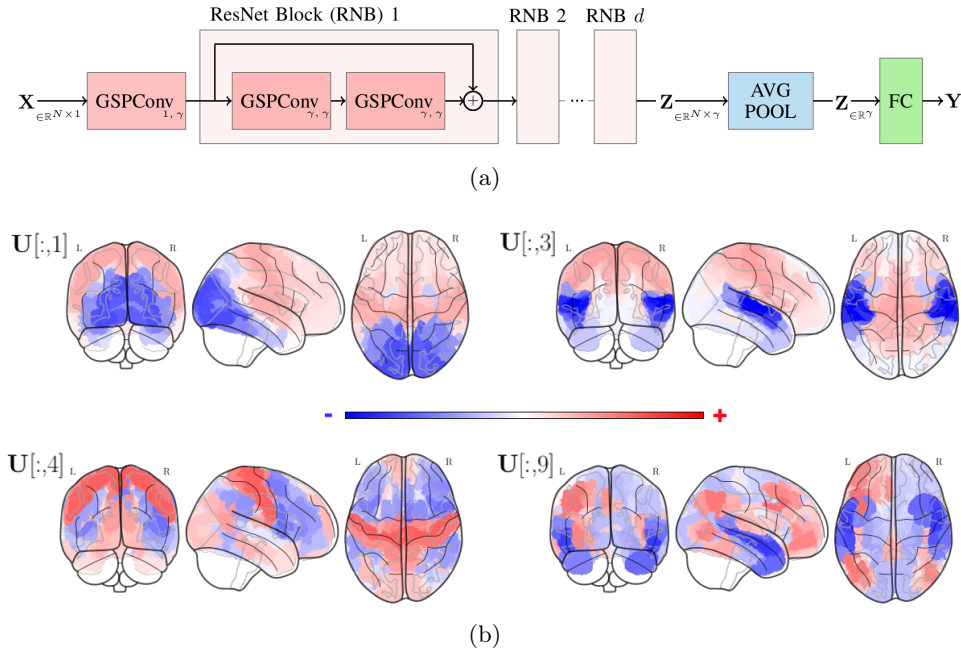 ResNet Block (RNB) 1 RNB 2 RNB d
X ∈ℝ^{N×1} GSPConv 1, γ GSPConv γ, γ GSPConv γ, γ + ... Z ∈ℝ^{N×γ} AVG POOL Z ∈ℝ^γ FC Y
(a)
U[:,1] L R L R U[:,3] L R L R
- +
U[:,4] L R L R U[:,9] L R L R
(b)